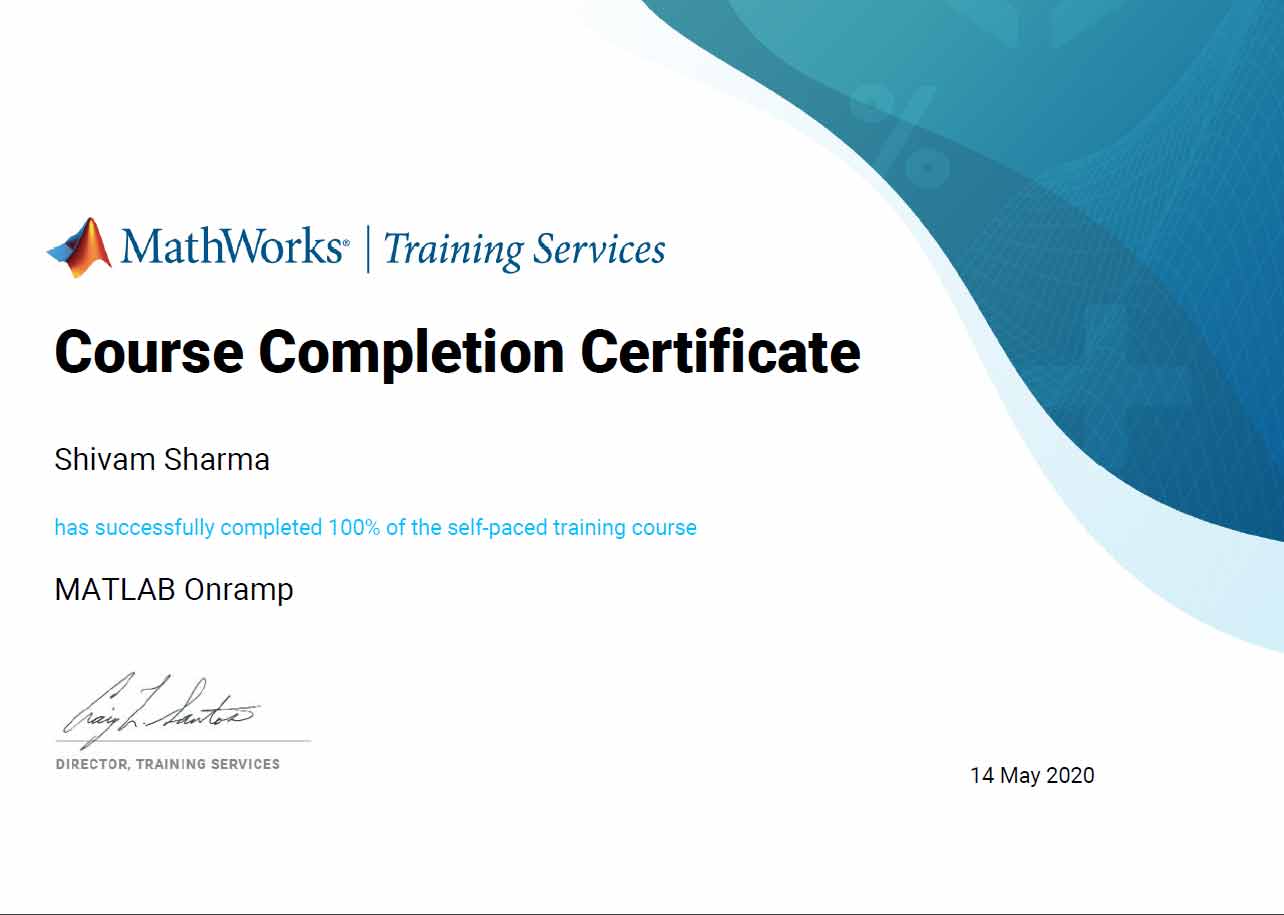 MathWorks® | Training Services
Course Completion Certificate
Shivam Sharma
has successfully completed 100% of the self-paced training course
MATLAB Onramp
Craig L. Santos
DIRECTOR, TRAINING SERVICES
14 May 2020